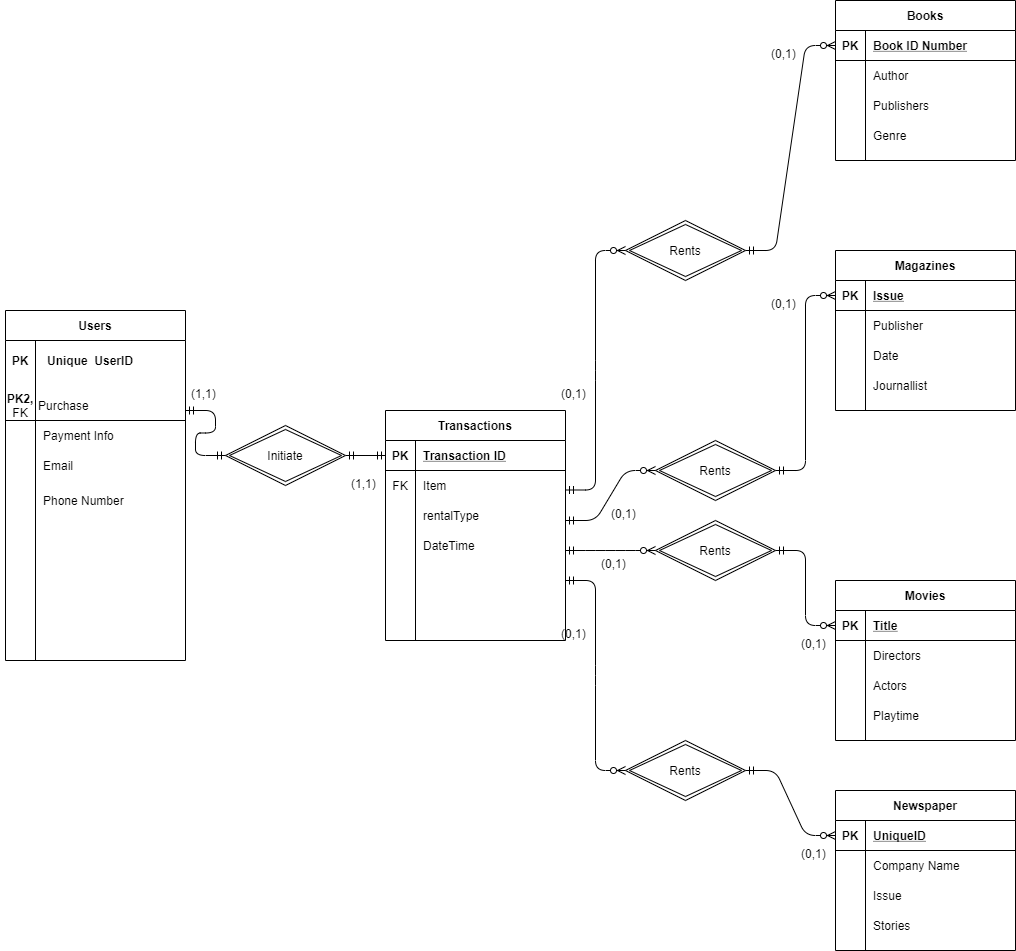 Books
PK Book ID Number
Author
Publishers
Genre
(0,1)
Rents
Magazines
PK Issue
Publisher
Date
Journallist
(0,1)
Users
PK Unique UserID
PK2, FK Purchase
Payment Info
Email
Phone Number
(1,1)
Initiate
(1,1)
(0,1)
Transactions
PK Transaction ID
FK Item
rentalType
DateTime
Rents
(0,1)
Rents
(0,1)
(0,1)
Movies
PK Title
Directors
Actors
Playtime
(0,1)
Rents
Newspaper
PK UniqueID
Company Name
Issue
Stories
(0,1)